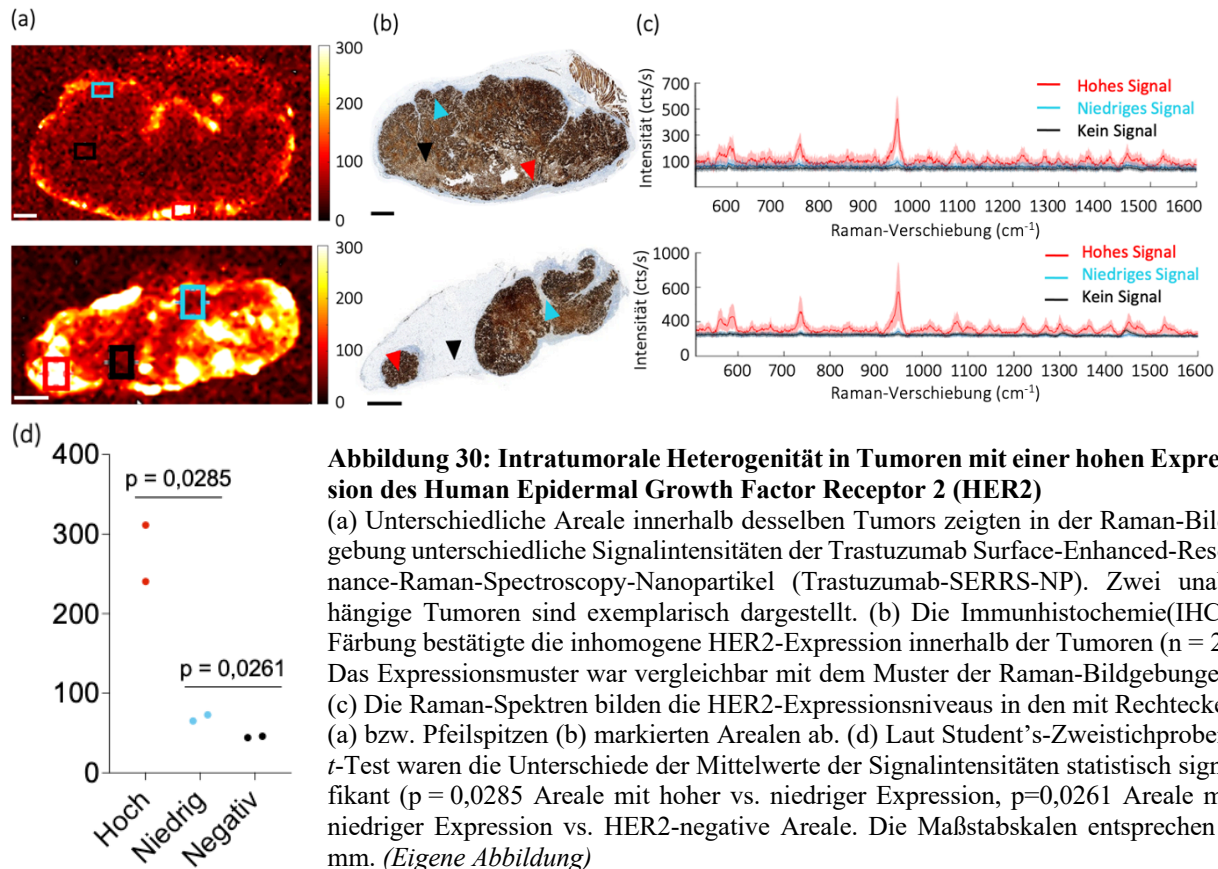 (a)
(b)
(c)
300
200
100
0
300
200
100
0
700
500
300
100
Intensität (cts/s)
Hohes Signal
Niedriges Signal
Kein Signal
600 700 800 900 1000 1100 1200 1300 1400 1500 1600
Raman-Verschiebung (cm⁻¹)
1000
600
400
0
Intensität (cts/s)
Hohes Signal
Niedriges Signal
Kein Signal
600 700 800 900 1000 1100 1200 1300 1400 1500 1600
Raman-Verschiebung (cm⁻¹)
(d)
400
300
200
100
0
p = 0,0285
p = 0,0261
Hoch
Niedrig
Negativ
Abbildung 30: Intratumorale Heterogenität in Tumoren mit einer hohen Expre
sion des Human Epidermal Growth Factor Receptor 2 (HER2)
(a) Unterschiedliche Areale innerhalb desselben Tumors zeigten in der Raman-Bild
gebung unterschiedliche Signalintensitäten der Trastuzumab Surface-Enhanced-Reso
nance-Raman-Spectroscopy-Nanopartikel (Trastuzumab-SERRS-NP). Zwei unab
hängige Tumoren sind exemplarisch dargestellt. (b) Die Immunhistochemie(IHC
Färbung bestätigte die inhomogene HER2-Expression innerhalb der Tumoren (n = 2
Das Expressionsmuster war vergleichbar mit dem Muster der Raman-Bildgebunge
(c) Die Raman-Spektren bilden die HER2-Expressionsniveaus in den mit Rechtecke
(a) bzw. Pfeilspitzen (b) markierten Arealen ab. (d) Laut Student's-Zweistichprobe
t-Test waren die Unterschiede der Mittelwerte der Signalintensitäten statistisch sign
fikant (p = 0,0285 Areale mit hoher vs. niedriger Expression, p=0,0261 Areale m
niedriger Expression vs. HER2-negative Areale. Die Maßstabskalen entsprechen
mm. (Eigene Abbildung)